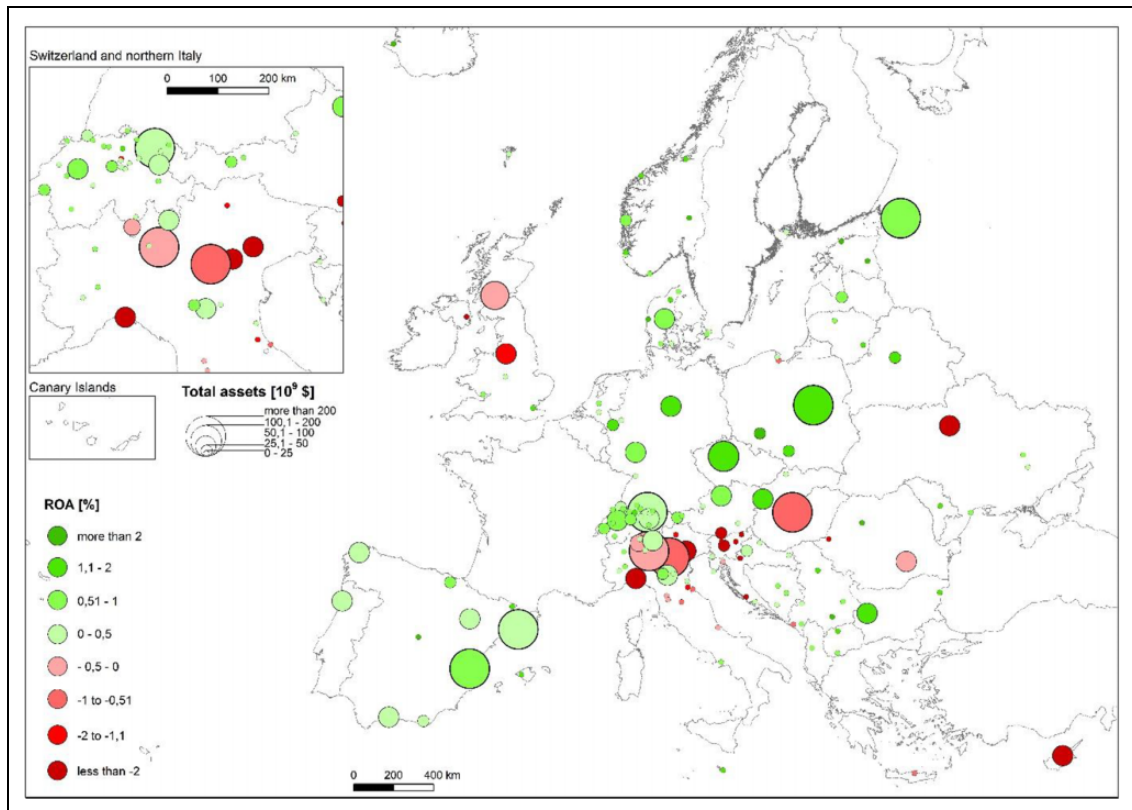 Switzerland and northern Italy
0 100 200 km
Canary Islands
Total assets [10⁹ $]
more than 200
100,1 - 200
50,1 - 100
25,1 - 50
0 - 25
ROA [%]
more than 2
1,1 - 2
0,51 - 1
0 - 0,5
- 0,5 - 0
-1 to -0,51
-2 to -1,1
less than -2
0 200 400 km